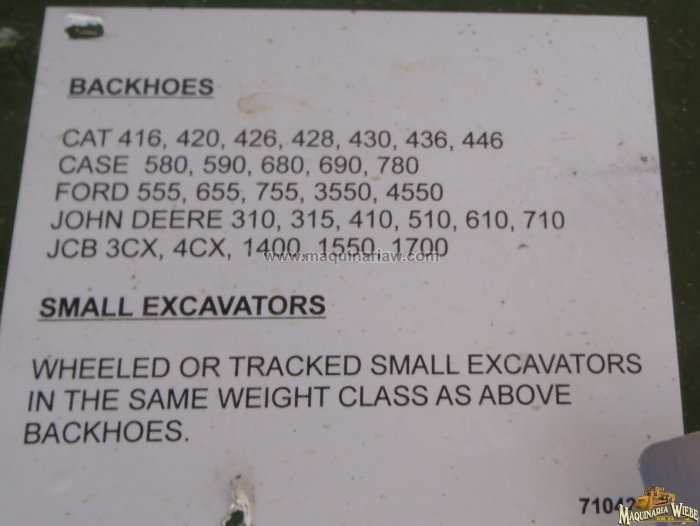 BACKHOES
CAT 416, 420, 426, 428, 430, 436, 446
CASE 580, 590, 680, 690, 780
FORD 555, 655, 755, 3550, 4550
JOHN DEERE 310, 315, 410, 510, 610, 710
JCB 3CX, 4CX, 1400, 1550, 1700
www.maquinariaw.com
SMALL EXCAVATORS
WHEELED OR TRACKED SMALL EXCAVATORS
IN THE SAME WEIGHT CLASS AS ABOVE
BACKHOES.
MAQUINARIA WIEBE